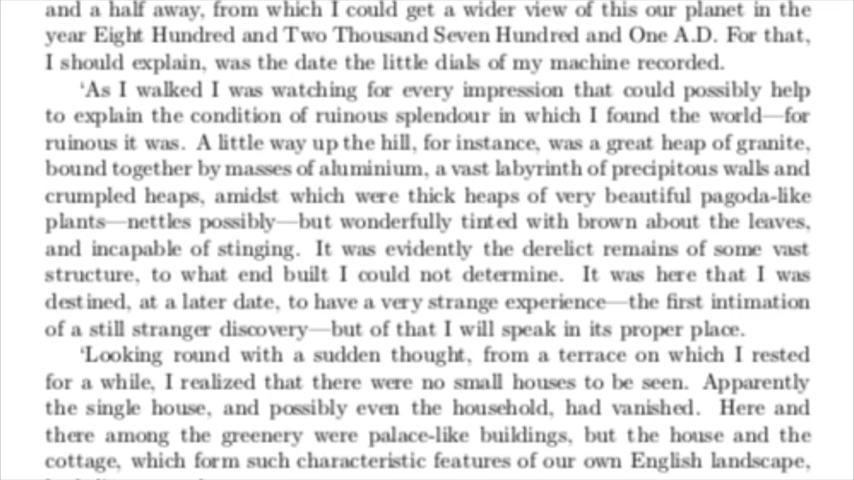 and a half away, from which I could get a wider view of this our planet in the
year Eight Hundred and Two Thousand Seven Hundred and One A.D. For that,
I should explain, was the date the little dials of my machine recorded.
‘As I walked I was watching for every impression that could possibly help
to explain the condition of ruinous splendour in which I found the world—for
ruinous it was. A little way up the hill, for instance, was a great heap of granite,
bound together by masses of aluminium, a vast labyrinth of precipitous walls and
crumpled heaps, amidst which were thick heaps of very beautiful pagoda-like
plants—nettles possibly—but wonderfully tinted with brown about the leaves,
and incapable of stinging. It was evidently the derelict remains of some vast
structure, to what end built I could not determine. It was here that I was
destined, at a later date, to have a very strange experience—the first intimation
of a still stranger discovery—but of that I will speak in its proper place.
‘Looking round with a sudden thought, from a terrace on which I rested
for a while, I realized that there were no small houses to be seen. Apparently
the single house, and possibly even the household, had vanished. Here and
there among the greenery were palace-like buildings, but the house and the
cottage, which form such characteristic features of our own English landscape,